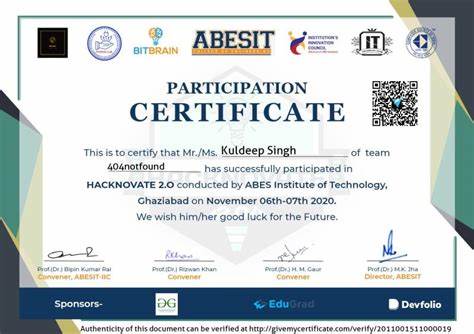 BITBRAIN
ABESIT
INSTITUTION'S
INNOVATION
COUNCIL
iT
PARTICIPATION
CERTIFICATE
This is to certify that Mr./Ms. Kuldeep Singh of team
404notfound has successfully participated in
HACKNOVATE 2.O conducted by ABES Institute of Technology,
Ghaziabad on November 06th-07th 2020.
We wish him/her good luck for the Future.
Prof.(Dr.) Bipin Kumar Rai
Convener, ABESIT-IIC
Prof.(Dr.) Rizwan Khan
Convener
Prof.(Dr.) H. M. Gaur
Convener
Prof.(Dr.) M.K. Jha
Director, ABESIT
Sponsors-
GG
EduGrad
Devfolio
Authenticity of this document can be verified at http://givemycertificate.com/verify/2011001511000019